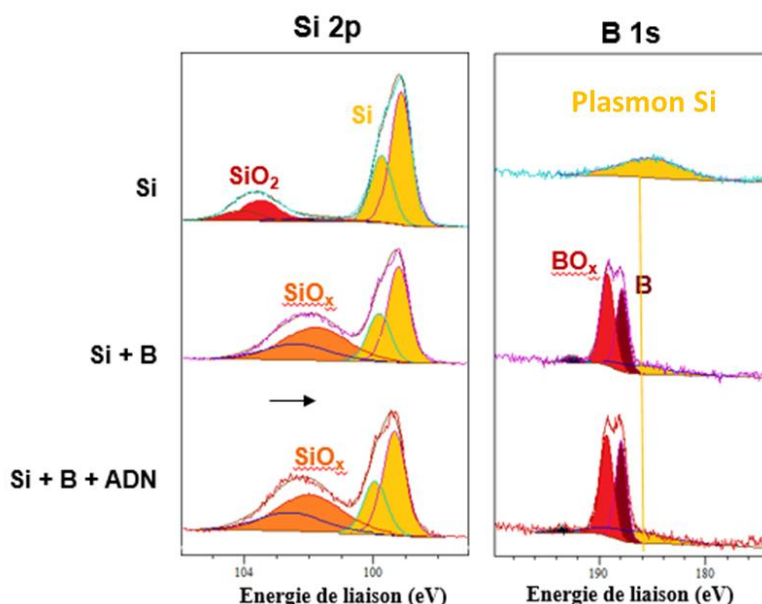 Si 2p
B 1s
Si
SiO2
Si
Plasmon Si
Si + B
SiOx
BOx
B
Si + B + ADN
SiOx
104
100
190
180
Energie de liaison (eV)
Energie de liaison (eV)